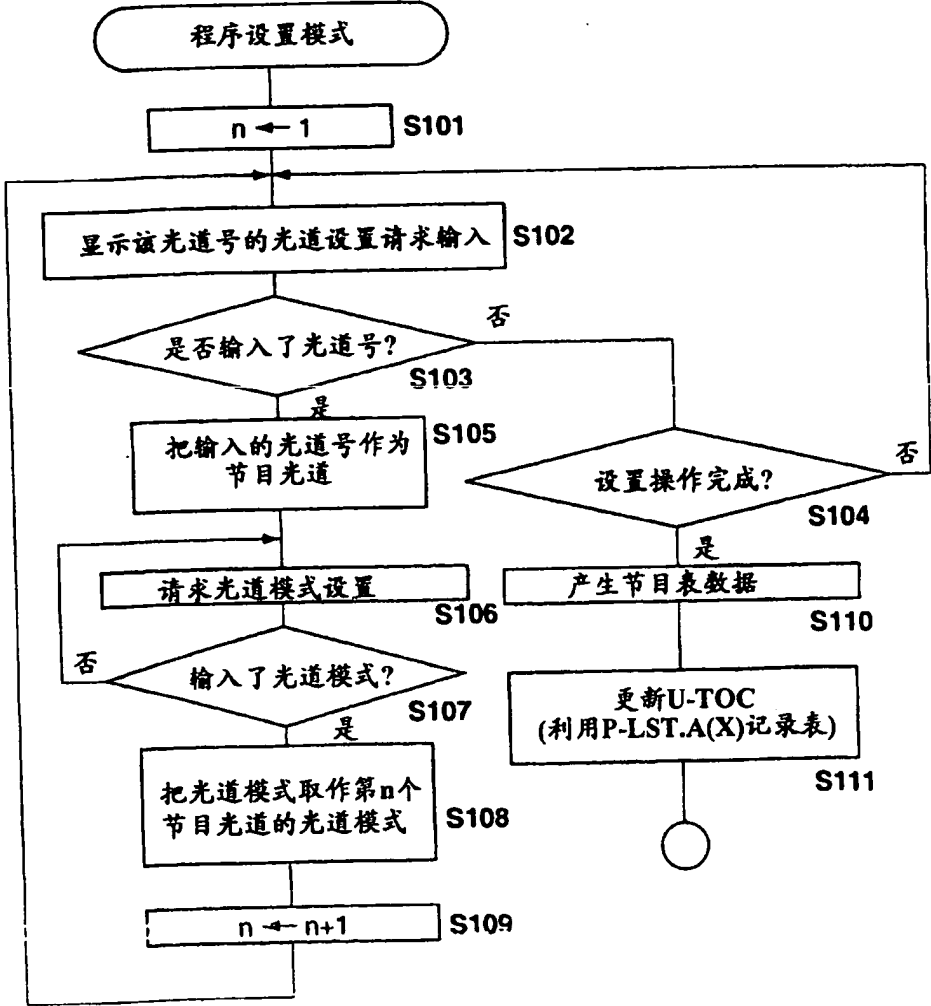 程序设置模式
n ← 1
S101
显示该光道号的光道设置请求输入
S102
是否输入了光道号?
否
S103
是
把输入的光道号作为
节目光道
S105
设置操作完成?
否
S104
是
请求光道模式设置
S106
产生节目表数据
S110
输入了光道模式?
否
S107
是
更新U-TOC
(利用P-LST.A(X)记录表)
S111
把光道模式取作第n个
节目光道的光道模式
S108
n ← n+1
S109